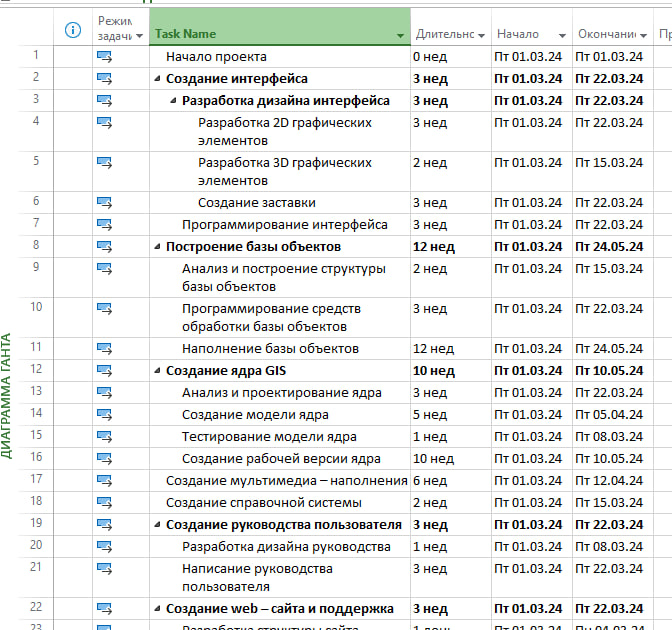 Режим
задачи
Task Name
Длительно
Начало
Окончани
1 Начало проекта 0 нед Пт 01.03.24 Пт 01.03.24
2 Создание интерфейса 3 нед Пт 01.03.24 Пт 22.03.24
3 Разработка дизайна интерфейса 3 нед Пт 01.03.24 Пт 22.03.24
4 Разработка 2D графических 3 нед Пт 01.03.24 Пт 22.03.24
элементов
5 Разработка 3D графических 2 нед Пт 01.03.24 Пт 15.03.24
элементов
6 Создание заставки 3 нед Пт 01.03.24 Пт 22.03.24
7 Программирование интерфейса 3 нед Пт 01.03.24 Пт 22.03.24
8 Построение базы объектов 12 нед Пт 01.03.24 Пт 24.05.24
9 Анализ и построение структуры 2 нед Пт 01.03.24 Пт 15.03.24
базы объектов
10 Программирование средств 3 нед Пт 01.03.24 Пт 22.03.24
обработки базы объектов
11 Наполнение базы объектов 12 нед Пт 01.03.24 Пт 24.05.24
12 Создание ядра GIS 10 нед Пт 01.03.24 Пт 10.05.24
13 Анализ и проектирование ядра 3 нед Пт 01.03.24 Пт 22.03.24
14 Создание модели ядра 5 нед Пт 01.03.24 Пт 05.04.24
15 Тестирование модели ядра 1 нед Пт 01.03.24 Пт 08.03.24
16 Создание рабочей версии ядра 10 нед Пт 01.03.24 Пт 10.05.24
17 Создание мультимедиа – наполнения 6 нед Пт 01.03.24 Пт 12.04.24
18 Создание справочной системы 2 нед Пт 01.03.24 Пт 15.03.24
19 Создание руководства пользователя 3 нед Пт 01.03.24 Пт 22.03.24
20 Разработка дизайна руководства 1 нед Пт 01.03.24 Пт 08.03.24
21 Написание руководства 3 нед Пт 01.03.24 Пт 22.03.24
пользователя
22 Создание web – сайта и поддержка 3 нед Пт 01.03.24 Пт 22.03.24
23 Разработка структуры сайта 1 день Пт 01.03.24
ДИАГРАММА ГАНТА